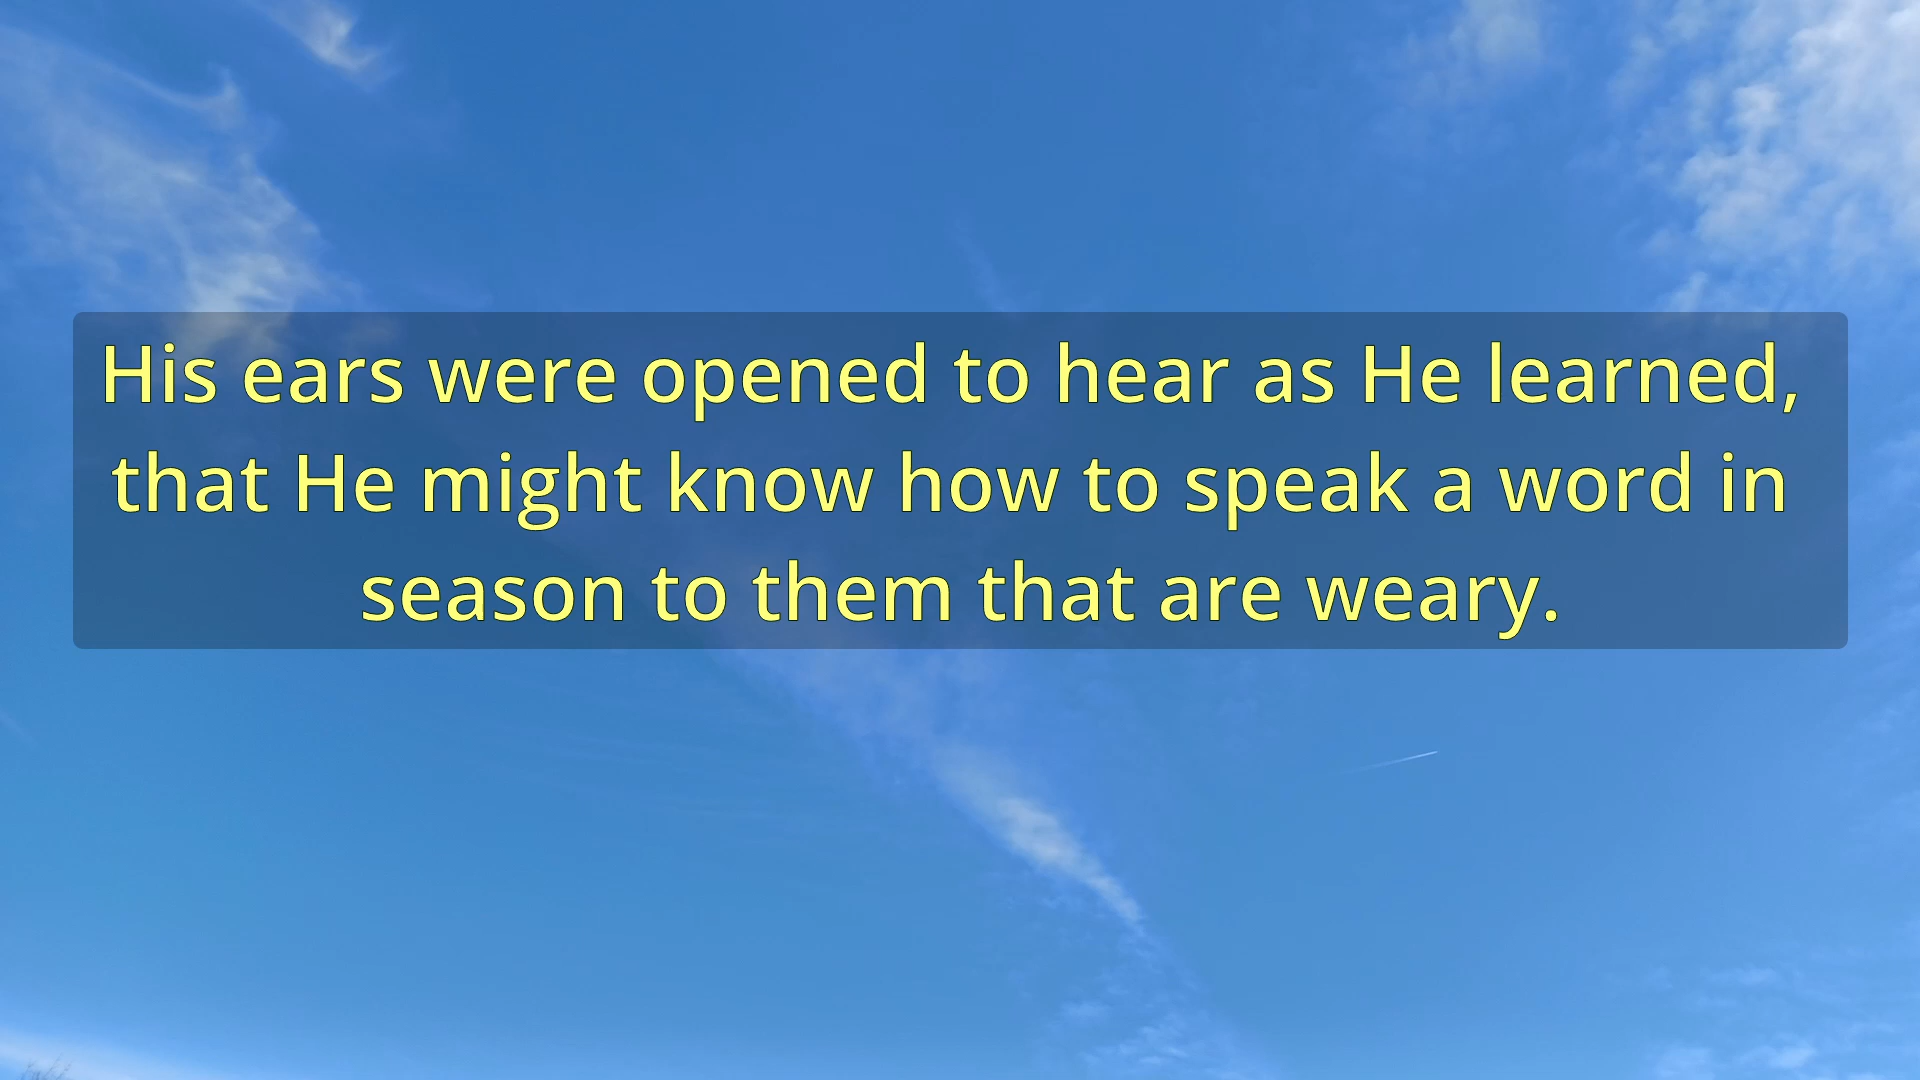 His ears were opened to hear as He learned,
that He might know how to speak a word in
season to them that are weary.